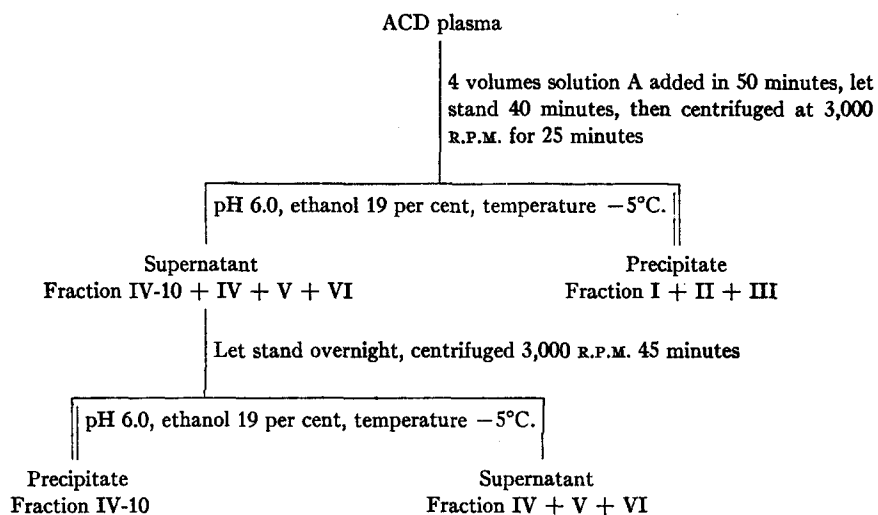 ACD plasma
4 volumes solution A added in 50 minutes, let
stand 40 minutes, then centrifuged at 3,000
R.P.M. for 25 minutes
pH 6.0, ethanol 19 per cent, temperature −5°C.
Supernatant
Fraction IV-10 + IV + V + VI
Precipitate
Fraction I + II + III
Let stand overnight, centrifuged 3,000 R.P.M. 45 minutes
pH 6.0, ethanol 19 per cent, temperature −5°C.
Precipitate
Fraction IV-10
Supernatant
Fraction IV + V + VI